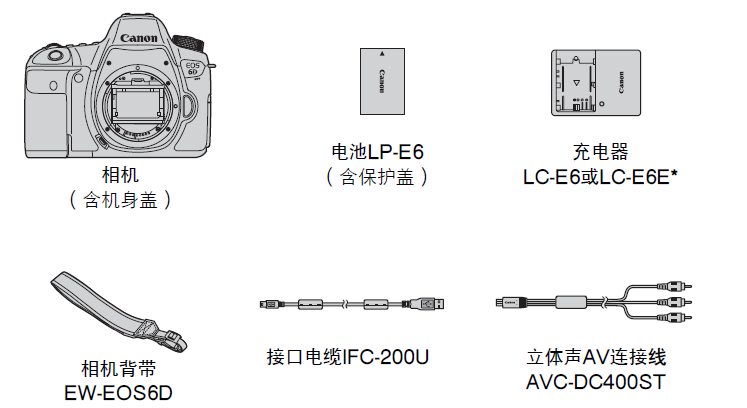 Canon
EOS
6D
Canon
Canon
相机
（含机身盖）
电池LP-E6
（含保护盖）
充电器
LC-E6或LC-E6E*
相机背带
EW-EOS6D
接口电缆IFC-200U
Canon
立体声AV连接线
AVC-DC400ST